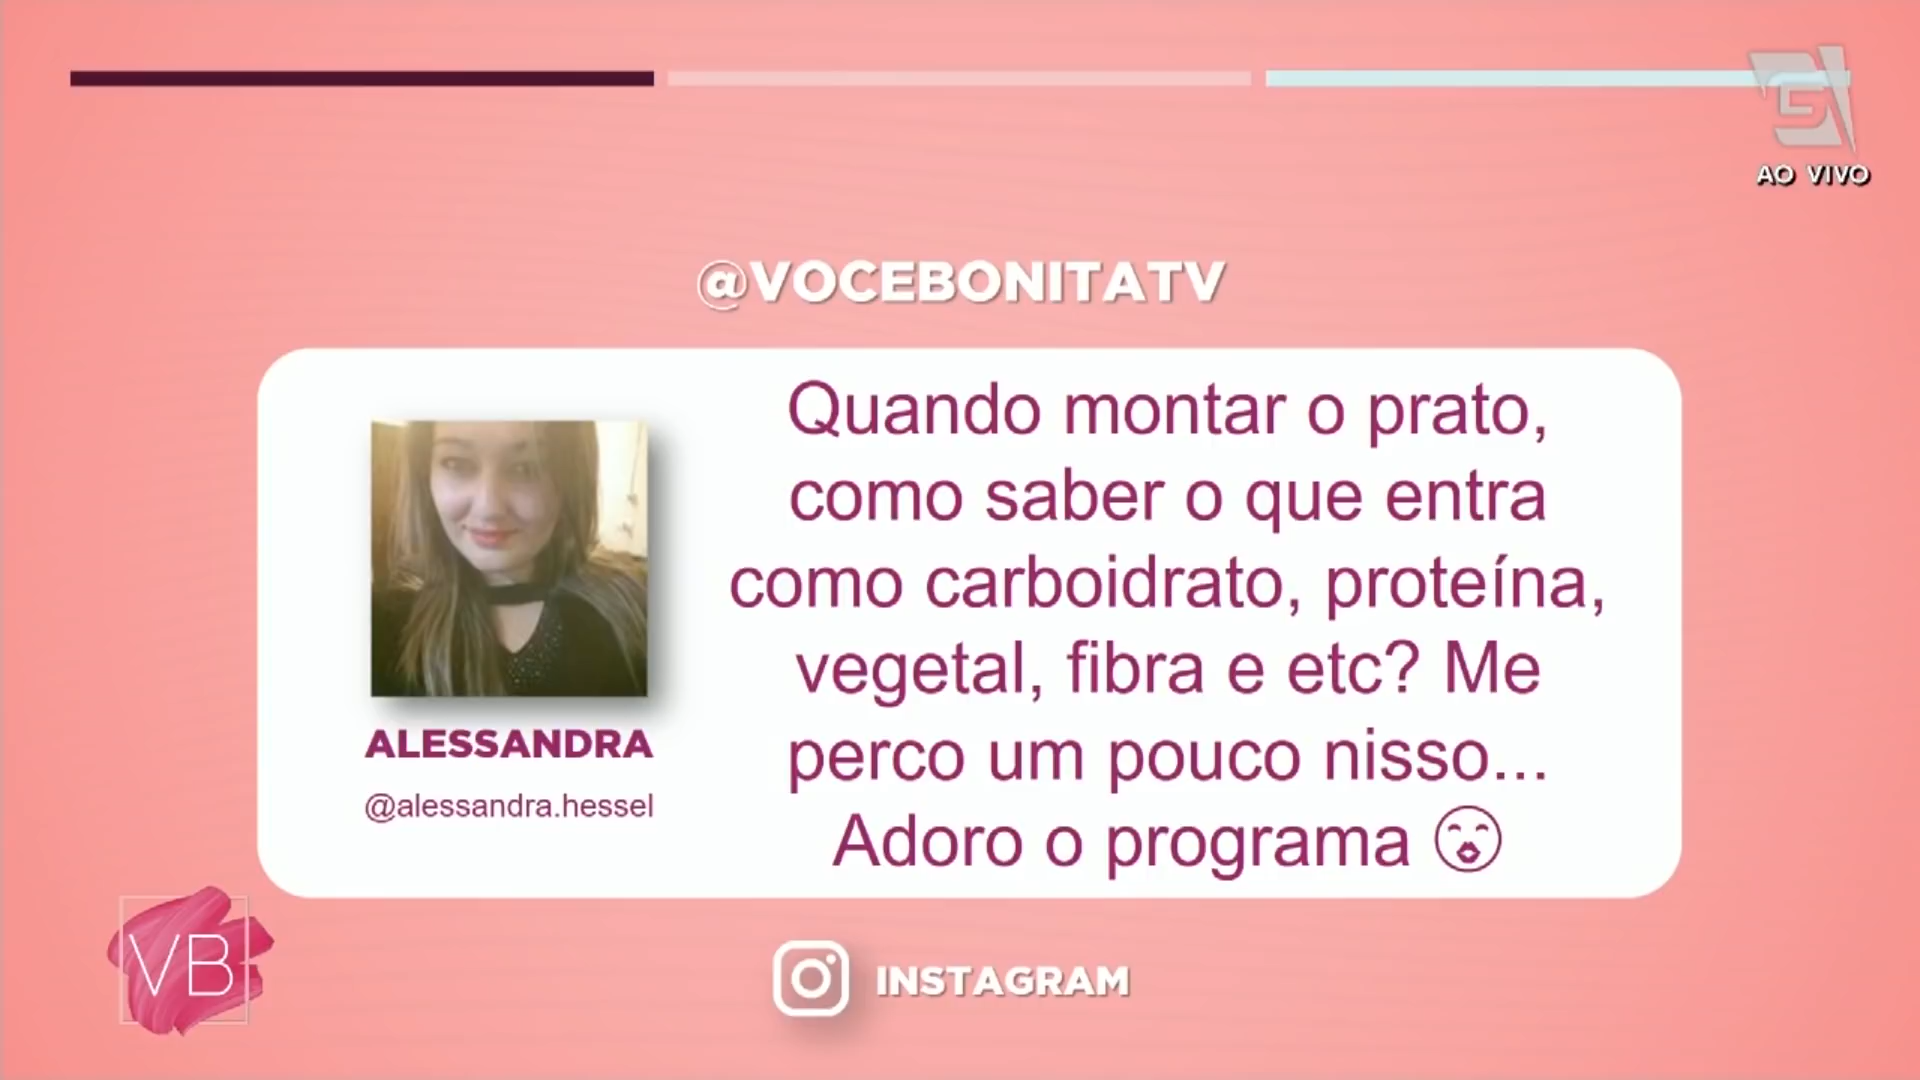 AO VIVO
@VOCEBONITATV
Quando montar o prato,
como saber o que entra
como carboidrato, proteína,
vegetal, fibra e etc? Me
perco um pouco nisso...
Adoro o programa
ALESSANDRA
@alessandra.hessel
VB
INSTAGRAM